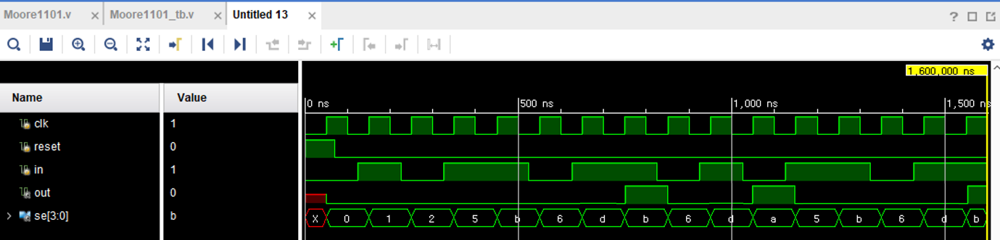 Moore1101.v × Moore1101_tb.v × Untitled 13 × ?
1,600,000 ns
Name Value
0 ns 500 ns 1,000 ns 1,500 ns
clk 1
reset 0
in 1
out 0
se[3:0] b X 0 1 2 5 b 6 d b 6 d a 5 b 6 d b